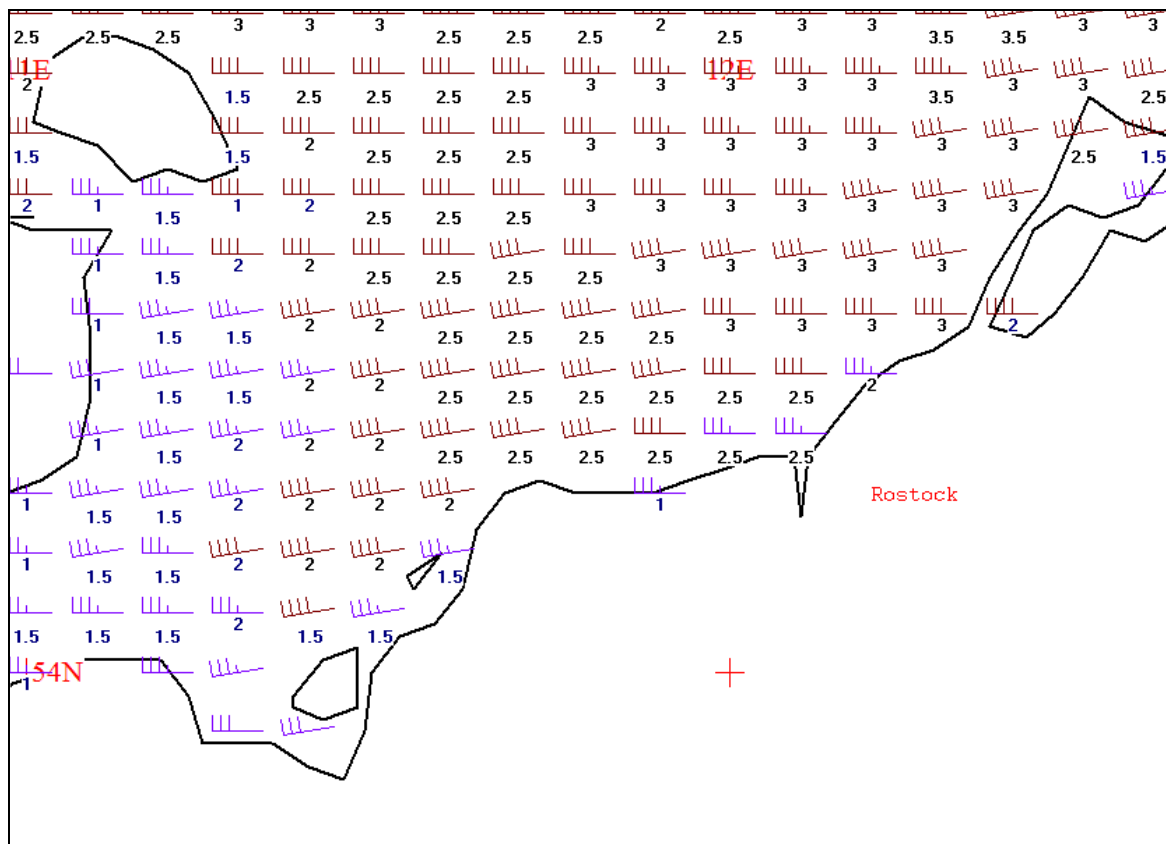 2.5 2.5 2.5 3 3 3 2.5 2.5 2.5 2 2.5 3 3 3.5 3.5 3 3
11E 12E
2 1.5 2.5 2.5 2.5 2.5 3 3 3 3 3 3.5 3 3 2.5
1.5 1.5 2 2.5 2.5 2.5 3 3 3 3 3 3 3 2.5 1.5
2 1 1.5 1 2 2.5 2.5 2.5 3 3 3 3 3 3 3
1 1.5 2 2 2.5 2.5 2.5 2.5 3 3 3 3 3
1 1.5 1.5 2 2 2.5 2.5 2.5 2.5 3 3 3 3 2
1 1.5 1.5 2 2 2.5 2.5 2.5 2.5 2.5 2.5 2
1 1.5 2 2 2 2.5 2.5 2.5 2.5 2.5 2.5
Rostock
1 1.5 1.5 2 2 2 2 1
1 1.5 1.5 2 2 2 1.5
1.5 1.5 1.5 2 1.5 1.5
54N
1